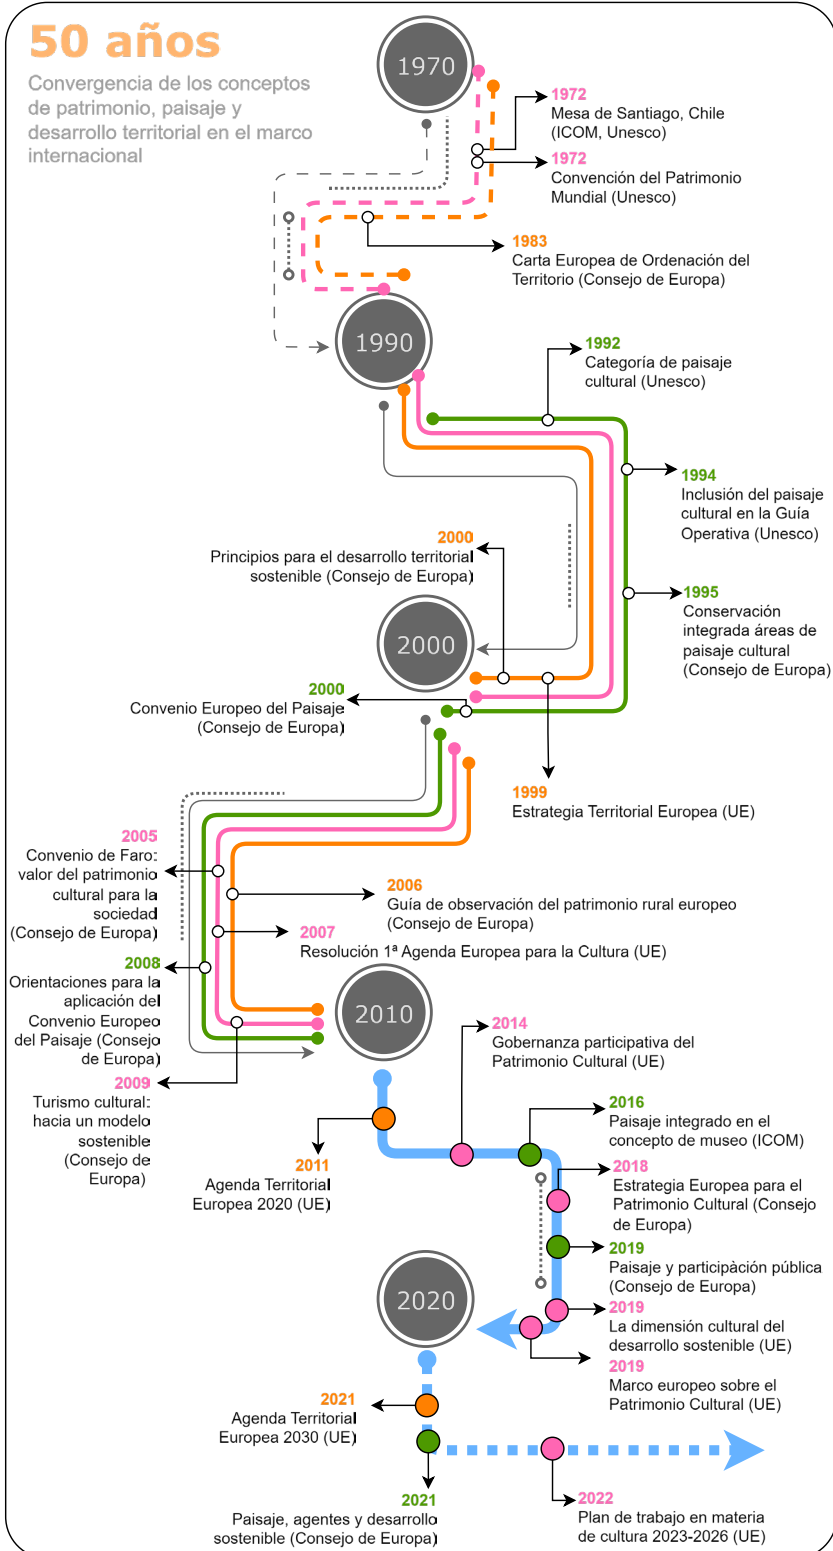 50 años
Convergencia de los conceptos
de patrimonio, paisaje y
desarrollo territorial en el marco
internacional
1970
1972
Mesa de Santiago, Chile
(ICOM, Unesco)
1972
Convención del Patrimonio
Mundial (Unesco)
1983
Carta Europea de Ordenación del
Territorio (Consejo de Europa)
1990
1992
Categoría de paisaje
cultural (Unesco)
1994
Inclusión del paisaje
cultural en la Guía
Operativa (Unesco)
2000
Principios para el desarrollo territorial
sostenible (Consejo de Europa)
1995
Conservación
integrada áreas de
paisaje cultural
(Consejo de Europa)
2000
2000
Convenio Europeo del Paisaje
(Consejo de Europa)
1999
Estrategia Territorial Europea (UE)
2005
Convenio de Faro:
valor del patrimonio
cultural para la
sociedad
(Consejo de Europa)
2006
Guía de observación del patrimonio rural europeo
(Consejo de Europa)
2007
Resolución 1ª Agenda Europea para la Cultura (UE)
2008
Orientaciones para la
aplicación del
Convenio Europeo
del Paisaje (Consejo
de Europa)
2010
2009
Turismo cultural:
hacia un modelo
sostenible
(Consejo de
Europa)
2014
Gobernanza participativa del
Patrimonio Cultural (UE)
2011
Agenda Territorial
Europea 2020 (UE)
2016
Paisaje integrado en el
concepto de museo (ICOM)
2018
Estrategia Europea para el
Patrimonio Cultural (Consejo
de Europa)
2019
Paisaje y participàción pública
(Consejo de Europa)
2020
2019
La dimensión cultural del
desarrollo sostenible (UE)
2019
Marco europeo sobre el
Patrimonio Cultural (UE)
2021
Agenda Territorial
Europea 2030 (UE)
2021
Paisaje, agentes y desarrollo
sostenible (Consejo de Europa)
2022
Plan de trabajo en materia
de cultura 2023-2026 (UE)